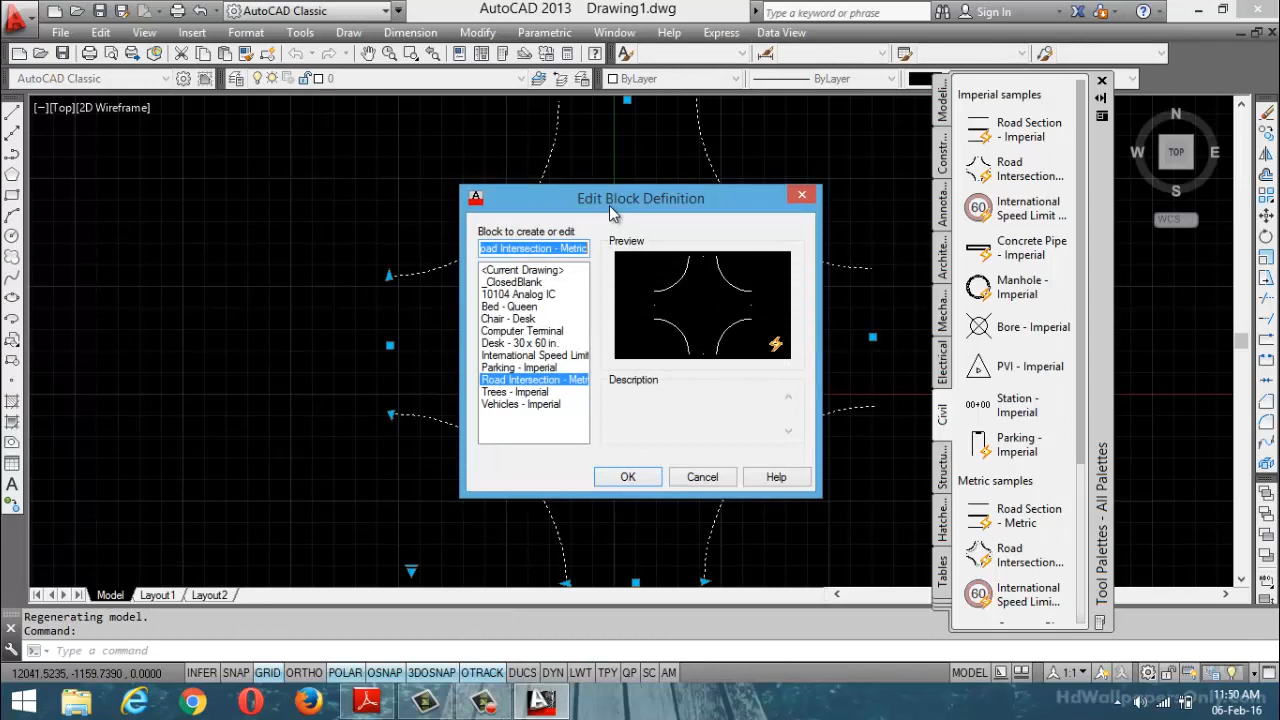 AutoCAD Classic
AutoCAD 2013 Drawing1.dwg
Type a keyword or phrase
Sign In
File Edit View Insert Format Tools Draw Dimension Modify Parametric Window Help Express Data View
AutoCAD Classic
0
ByLayer
ByLayer
[−][Top][2D Wireframe]
N
W TOP E
S
WCS
Edit Block Definition
Block to create or edit
oad Intersection - Metric
<Current Drawing>
_ClosedBlank
10104 Analog IC
Bed - Queen
Chair - Desk
Computer Terminal
Desk - 30 x 60 in.
International Speed Limit
Parking - Imperial
Road Intersection - Metr
Trees - Imperial
Vehicles - Imperial
Preview
Description
OK
Cancel
Help
Modeli...
Constr...
Annota...
Archite...
Mecha...
Electrical
Civil
Structu...
Hatche...
Tables
Imperial samples
Road Section
- Imperial
Road
Intersection...
60
International
Speed Limit ...
Concrete Pipe
- Imperial
Manhole -
Imperial
Bore - Imperial
PVI - Imperial
00+00
Station -
Imperial
Parking -
Imperial
Metric samples
Road Section
- Metric
Road
Intersection...
60
International
Speed Limi...
Tool Palettes - All Palettes
Model Layout1 Layout2
Regenerating model.
Command:
Type a command
12041.5235, -1159.7390, 0.0000
INFER SNAP GRID ORTHO POLAR OSNAP 3DOSNAP OTRACK DUCS DYN LWT TPY QP SC AM
MODEL
1:1
HdWallpapersOnly.com
11:50 AM
06-Feb-16